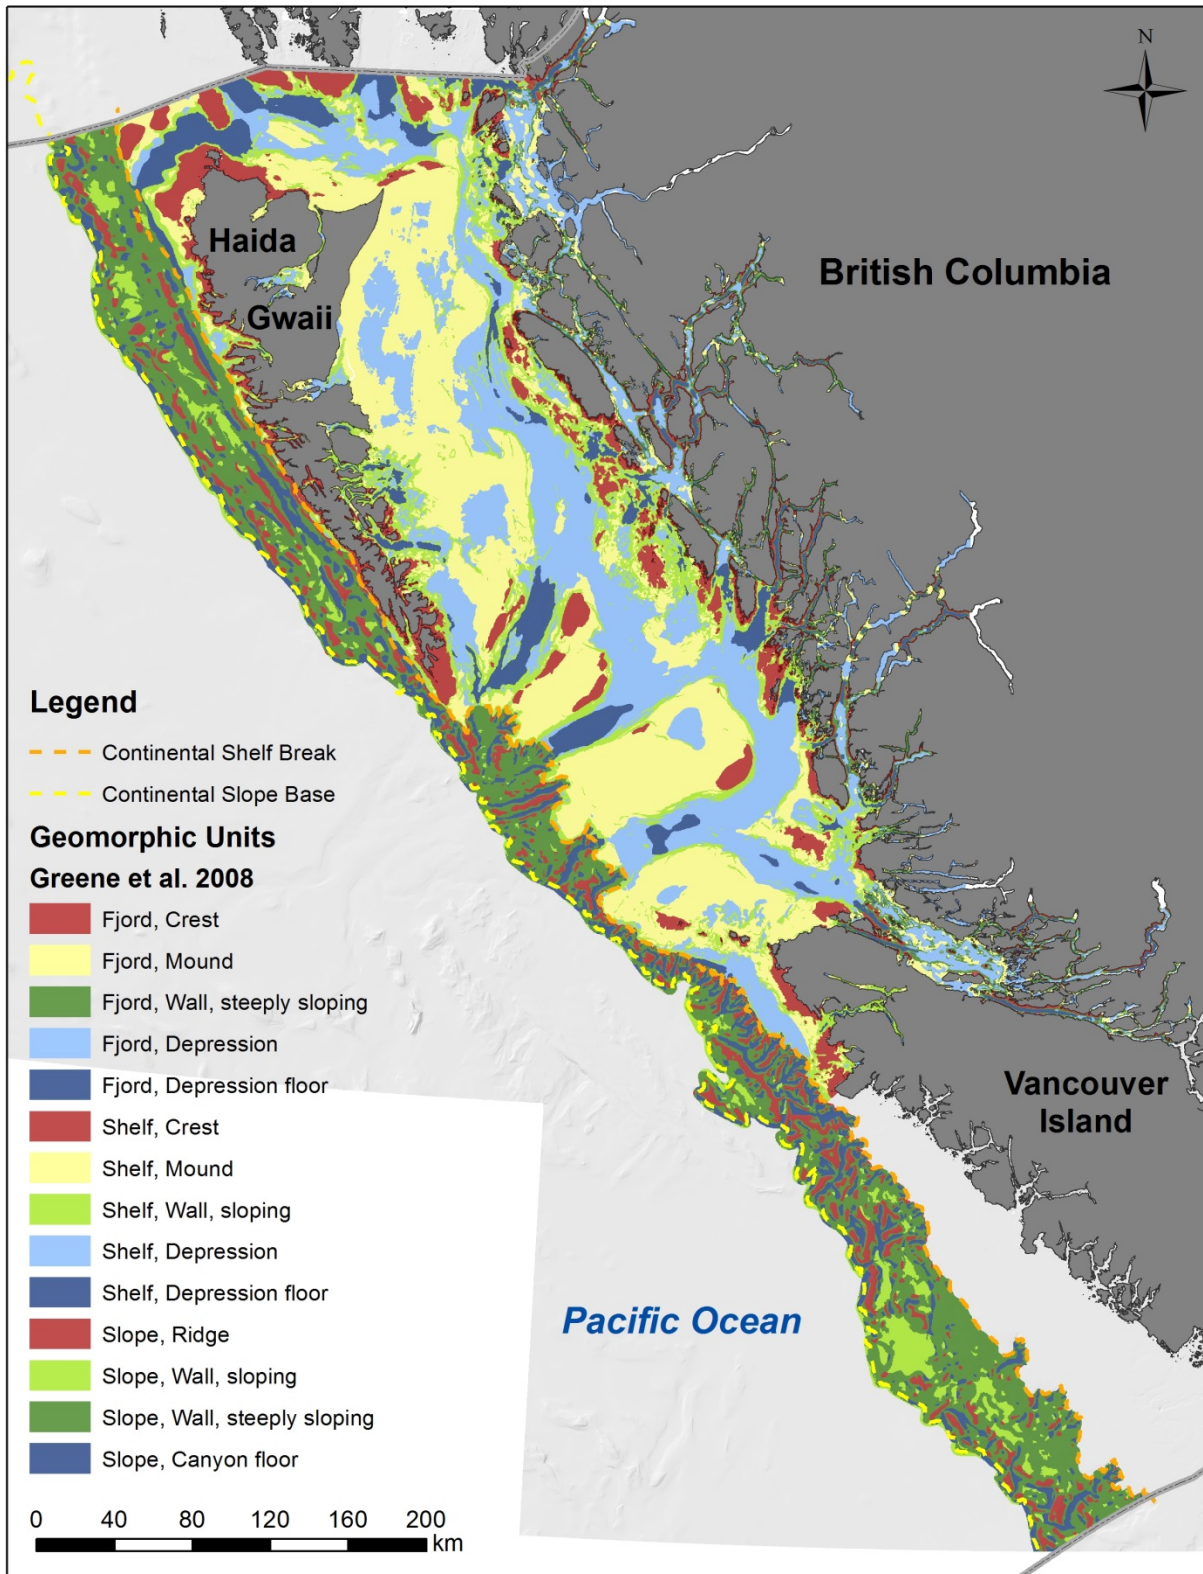 N
Haida
Gwaii
British Columbia
Vancouver
Island
Pacific Ocean
Legend
Continental Shelf Break
Continental Slope Base
Geomorphic Units
Greene et al. 2008
Fjord, Crest
Fjord, Mound
Fjord, Wall, steeply sloping
Fjord, Depression
Fjord, Depression floor
Shelf, Crest
Shelf, Mound
Shelf, Wall, sloping
Shelf, Depression
Shelf, Depression floor
Slope, Ridge
Slope, Wall, sloping
Slope, Wall, steeply sloping
Slope, Canyon floor
0 40 80 120 160 200
km